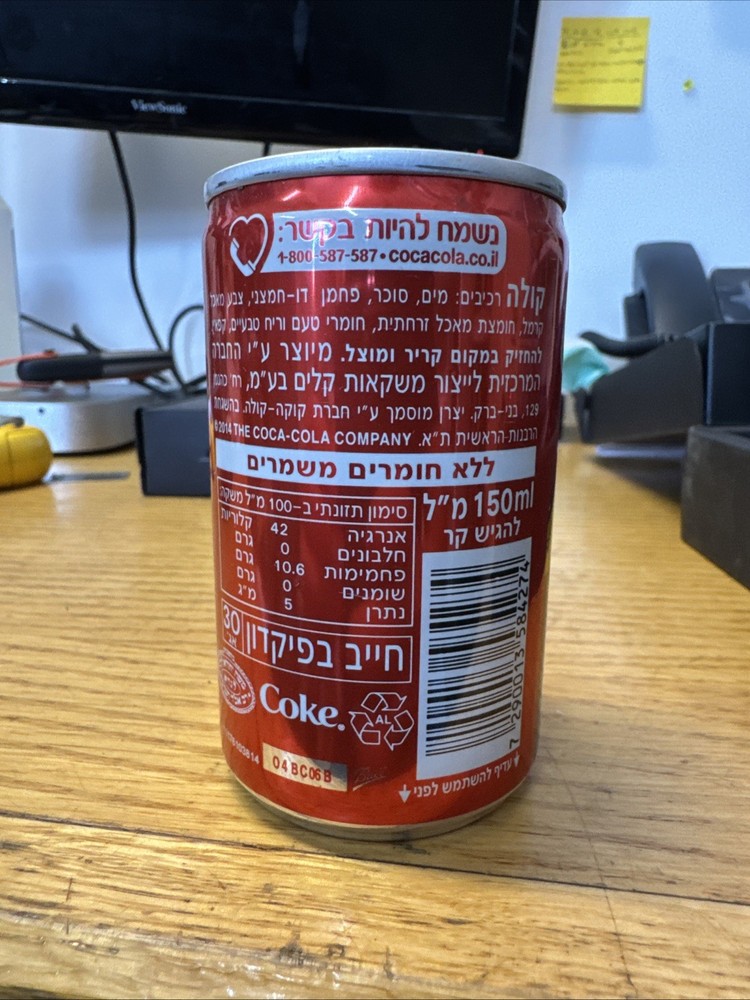 ViewSonic
נשמח להיות בקשר:
1-800-587-587 • cocacola.co.il
קולה רכיבים: מים, סוכר, פחמן דו-חמצני, צבע מאכל
קרמל, חומצת מאכל זרחתית, חומרי טעם וריח טבעיים, קפאין.
להחזיק במקום קריר ומוצל. מיוצר ע״י החברה
המרכזית לייצור משקאות קלים בע״מ, רח׳
129, בני-ברק. יצרן מוסמך ע״י חברת קוקה-קולה. בהשגחת
הרבנות הראשית ת״א. ©2014 THE COCA-COLA COMPANY
ללא חומרים משמרים
150ml מ״ל
להגיש קר
סימון תזונתי ב-100 מ״ל משקה:
אנרגיה 42 קלוריות
חלבונים 0 גרם
פחמימות 10.6 גרם
שומנים 0 גרם
נתרן 5 מ״ג
חייב בפיקדון 30 אג
7 290013 584274
Coke.
AL
04BC06B
עדיף להשתמש לפני